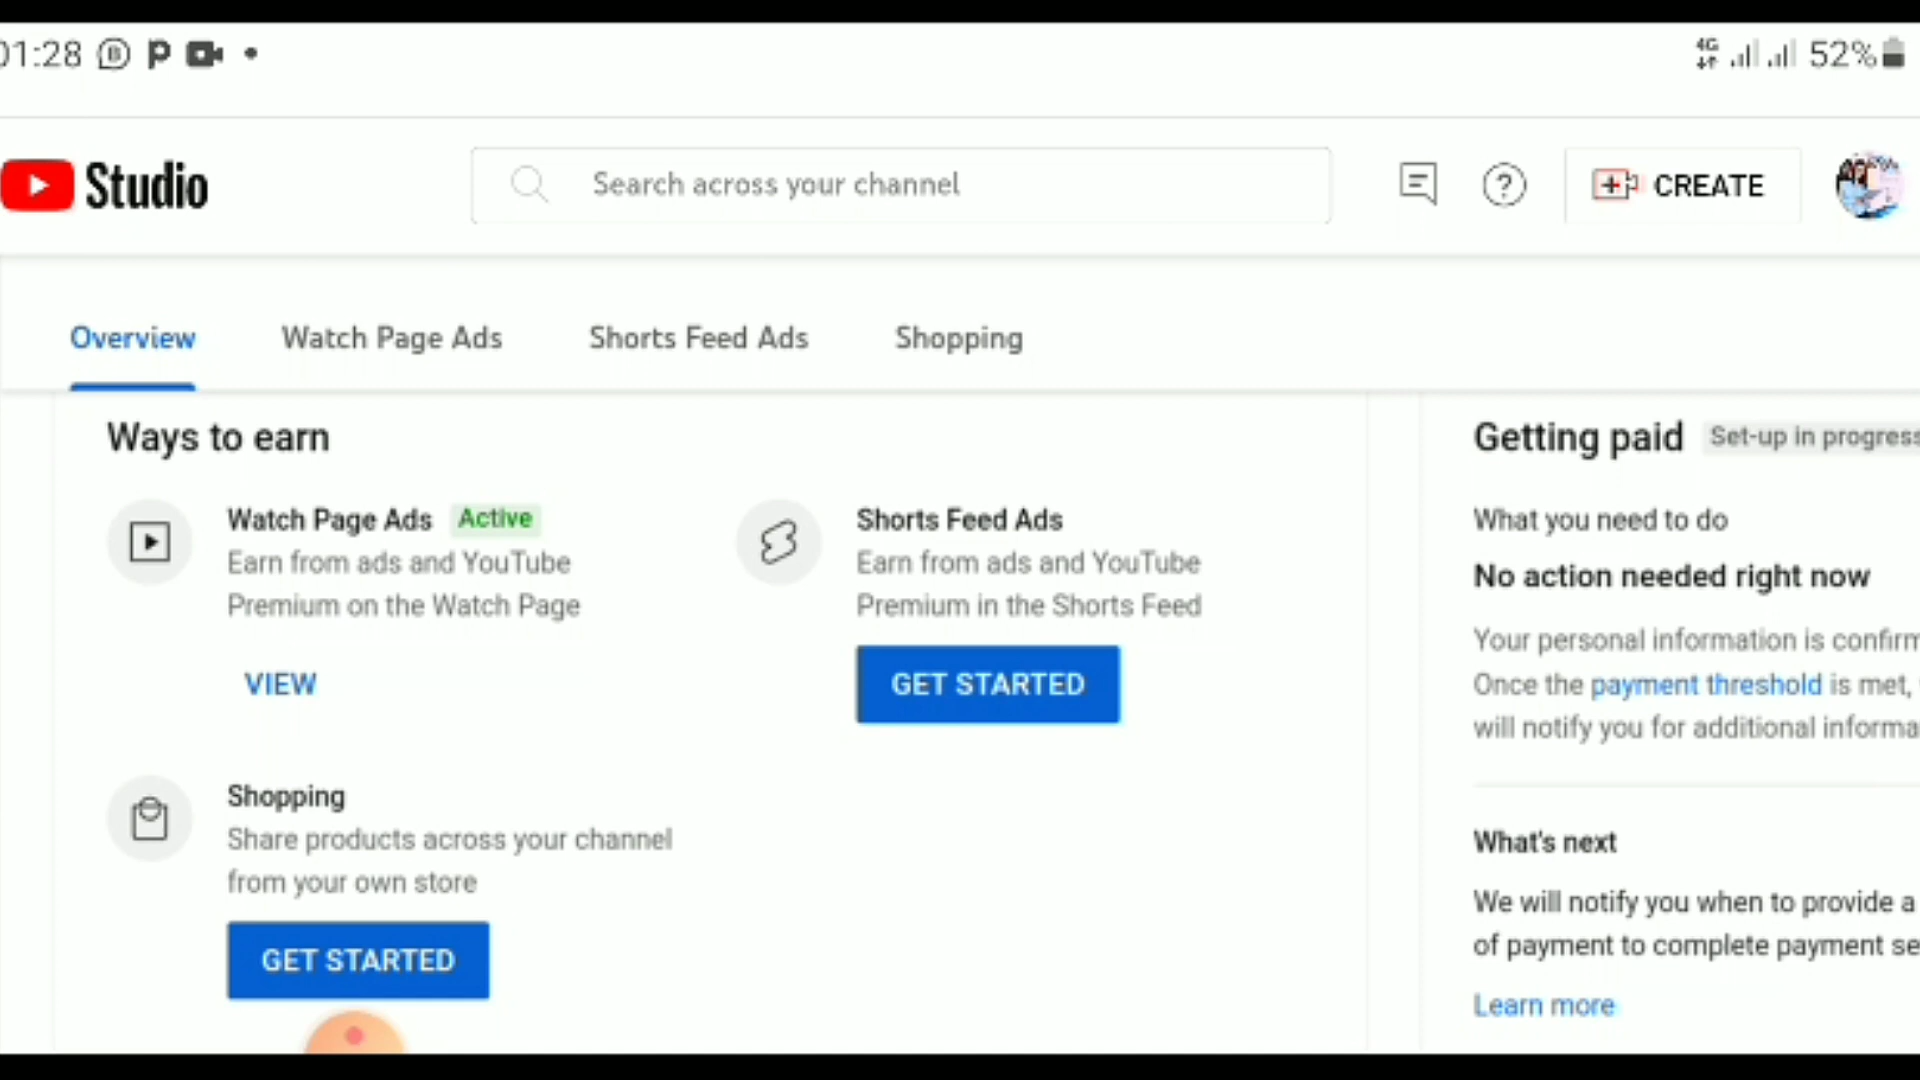 01:28
4G 52%
Studio
Search across your channel
CREATE
Overview Watch Page Ads Shorts Feed Ads Shopping
Ways to earn
Watch Page Ads Active
Earn from ads and YouTube
Premium on the Watch Page
VIEW
Shorts Feed Ads
Earn from ads and YouTube
Premium in the Shorts Feed
GET STARTED
Shopping
Share products across your channel
from your own store
GET STARTED
Getting paid Set-up in progress
What you need to do
No action needed right now
Your personal information is confirm
Once the payment threshold is met,
will notify you for additional informa
What's next
We will notify you when to provide a
of payment to complete payment se
Learn more